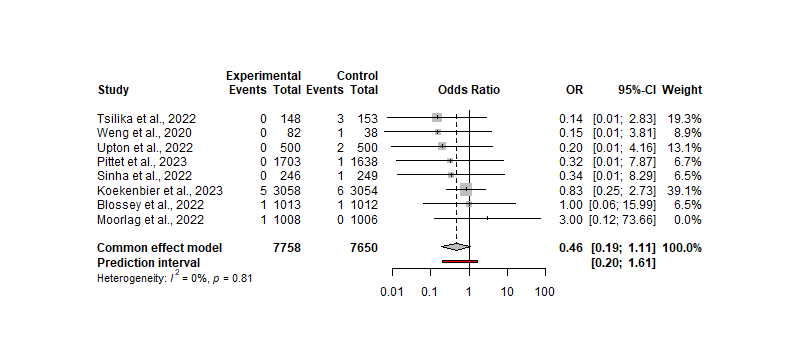 Experimental Control
Study Events Total Events Total Odds Ratio OR 95%-CI Weight
Tsilika et al., 2022 0 148 3 153 0.14 [0.01; 2.83] 19.3%
Weng et al., 2020 0 82 1 38 0.15 [0.01; 3.81] 8.9%
Upton et al., 2022 0 500 2 500 0.20 [0.01; 4.16] 13.1%
Pittet et al., 2023 0 1703 1 1638 0.32 [0.01; 7.87] 6.7%
Sinha et al., 2022 0 246 1 249 0.34 [0.01; 8.29] 6.4%
Koekenbier et al., 2023 5 3058 6 3054 0.83 [0.25; 2.73] 39.1%
Blossey et al., 2022 1 1013 1 1012 1.00 [0.06; 15.99] 6.5%
Moorlag et al., 2022 1 1008 0 1006 3.00 [0.12; 73.66] 0.0%
Common effect model 7758 7650 0.46 [0.19; 1.11] 100.0%
Prediction interval [0.20; 1.61]
Heterogeneity: I² = 0%, p = 0.81
0.01 0.1 1 10 100